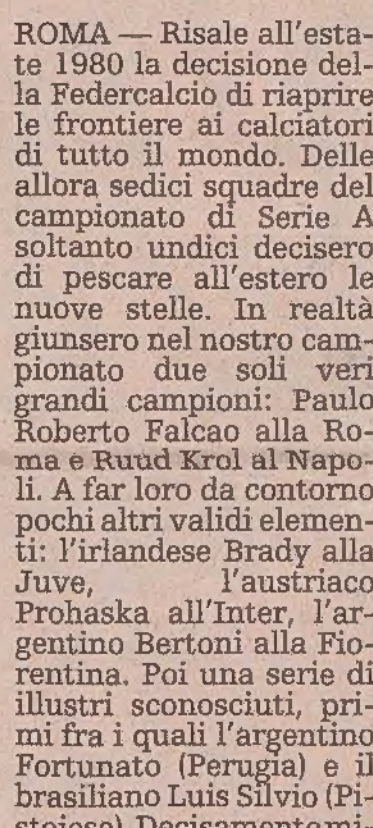 ROMA — Risale all'esta-
te 1980 la decisione del-
la Federcalcio di riaprire
le frontiere ai calciatori
di tutto il mondo. Delle
allora sedici squadre del
campionato di Serie A
soltanto undici decisero
di pescare all'estero le
nuove stelle. In realtà
giunsero nel nostro cam-
pionato due soli veri
grandi campioni: Paulo
Roberto Falcao alla Ro-
ma e Ruud Krol al Napo-
li. A far loro da contorno
pochi altri validi elemen-
ti: l'irlandese Brady alla
Juve, l'austriaco
Prohaska all'Inter, l'ar-
gentino Bertoni alla Fio-
rentina. Poi una serie di
illustri sconosciuti, pri-
mi fra i quali l'argentino
Fortunato (Perugia) e il
brasiliano Luis Silvio (Pi-